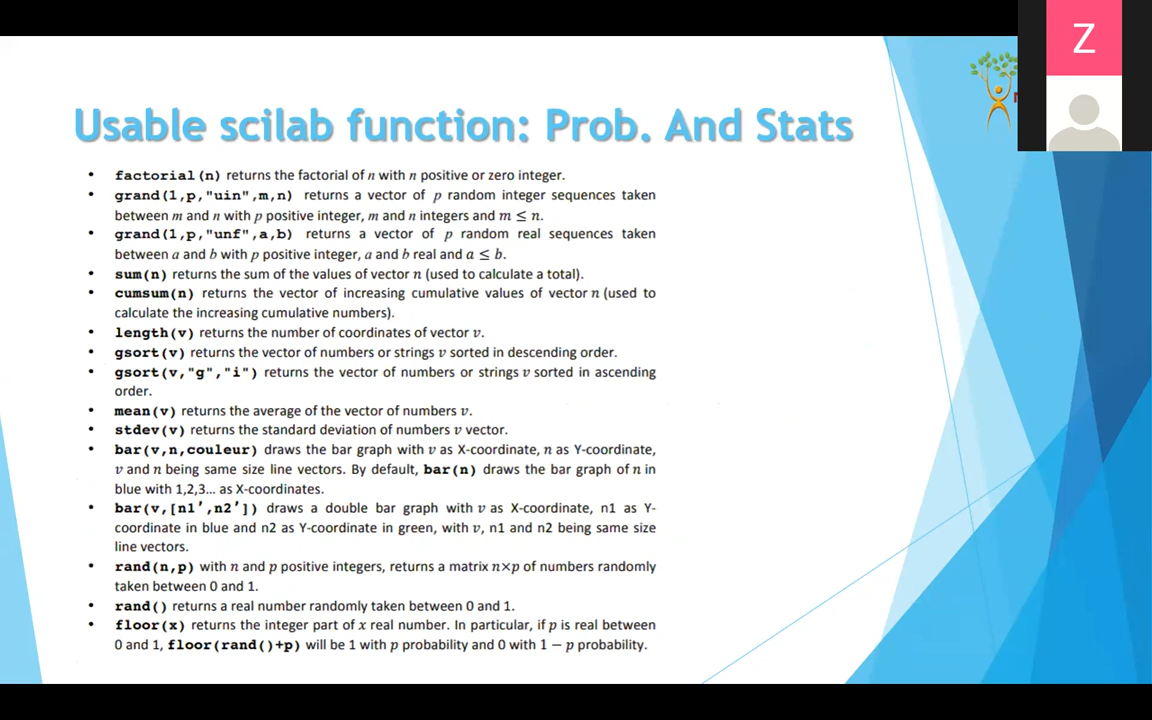 Z
Usable scilab function: Prob. And Stats
• factorial(n) returns the factorial of n with n positive or zero integer.
• grand(1,p,"uin",m,n) returns a vector of p random integer sequences taken
between m and n with p positive integer, m and n integers and m ≤ n.
• grand(1,p,"unf",a,b) returns a vector of p random real sequences taken
between a and b with p positive integer, a and b real and a ≤ b.
• sum(n) returns the sum of the values of vector n (used to calculate a total).
• cumsum(n) returns the vector of increasing cumulative values of vector n (used to
calculate the increasing cumulative numbers).
• length(v) returns the number of coordinates of vector v.
• gsort(v) returns the vector of numbers or strings v sorted in descending order.
• gsort(v,"g","i") returns the vector of numbers or strings v sorted in ascending
order.
• mean(v) returns the average of the vector of numbers v.
• stdev(v) returns the standard deviation of numbers v vector.
• bar(v,n,couleur) draws the bar graph with v as X-coordinate, n as Y-coordinate,
v and n being same size line vectors. By default, bar(n) draws the bar graph of n in
blue with 1,2,3... as X-coordinates.
• bar(v,[n1',n2']) draws a double bar graph with v as X-coordinate, n1 as Y-
coordinate in blue and n2 as Y-coordinate in green, with v, n1 and n2 being same size
line vectors.
• rand(n,p) with n and p positive integers, returns a matrix n×p of numbers randomly
taken between 0 and 1.
• rand() returns a real number randomly taken between 0 and 1.
• floor(x) returns the integer part of x real number. In particular, if p is real between
0 and 1, floor(rand()+p) will be 1 with p probability and 0 with 1 − p probability.